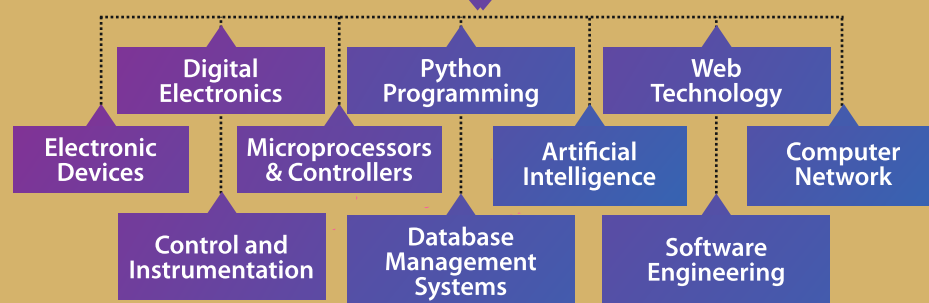 Digital
Electronics
Python
Programming
Web
Technology
Electronic
Devices
Microprocessors
& Controllers
Artificial
Intelligence
Computer
Network
Control and
Instrumentation
Database
Management
Systems
Software
Engineering